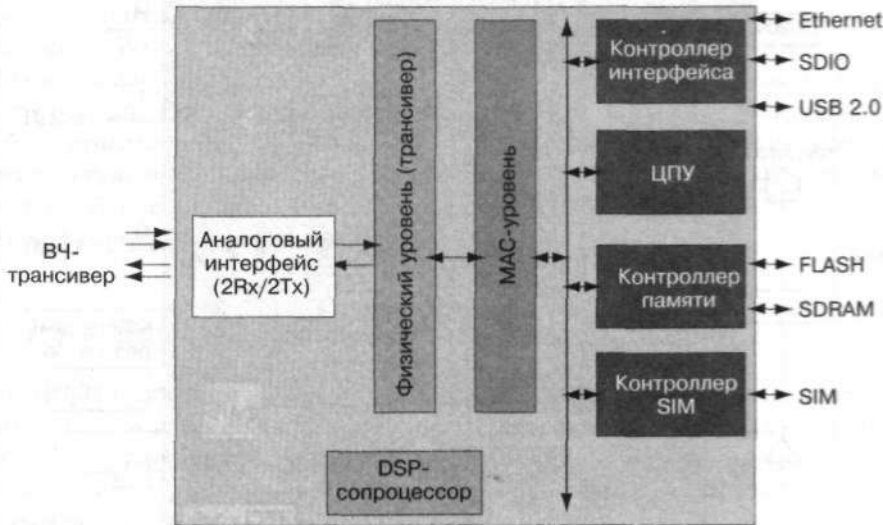 ВЧ-
трансивер
Аналоговый
интерфейс
(2Rx/2Tx)
Физический уровень (трансивер)
МАС-уровень
DSP-
сопроцессор
Контроллер
интерфейса
ЦПУ
Контроллер
памяти
Контроллер
SIM
Ethernet
SDIO
USB 2.0
FLASH
SDRAM
SIM